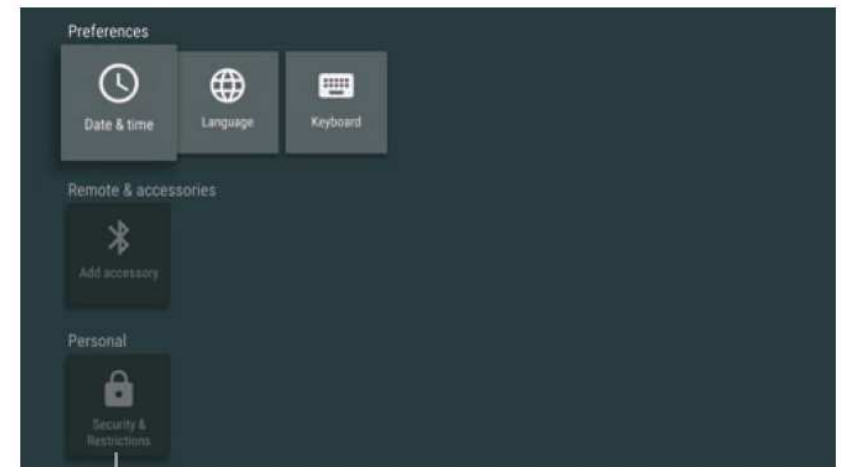 Preferences
Date & time
Language
Keyboard
Remote & accessories
Add accessory
Personal
Security &
Restrictions